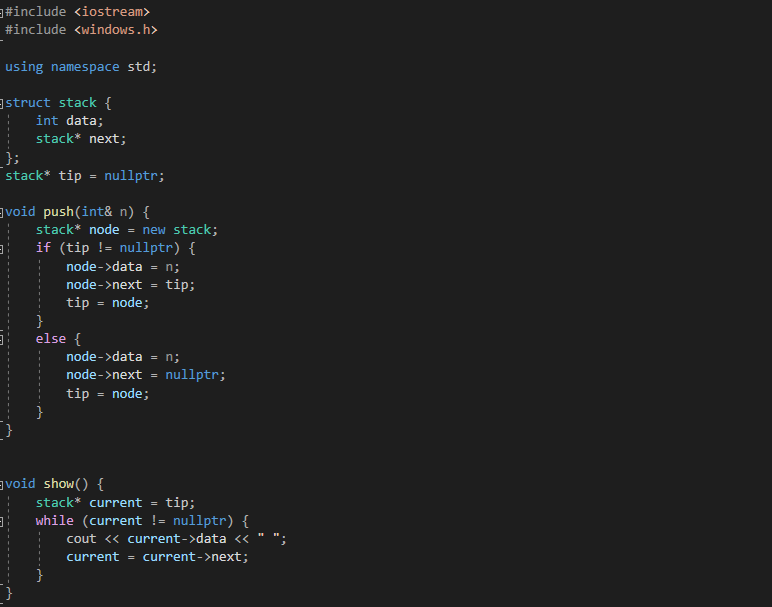 #include <iostream>
#include <windows.h>
using namespace std;
struct stack {
int data;
stack* next;
};
stack* tip = nullptr;
void push(int& n) {
stack* node = new stack;
if (tip != nullptr) {
node->data = n;
node->next = tip;
tip = node;
}
else {
node->data = n;
node->next = nullptr;
tip = node;
}
}
void show() {
stack* current = tip;
while (current != nullptr) {
cout << current->data << " ";
current = current->next;
}
}